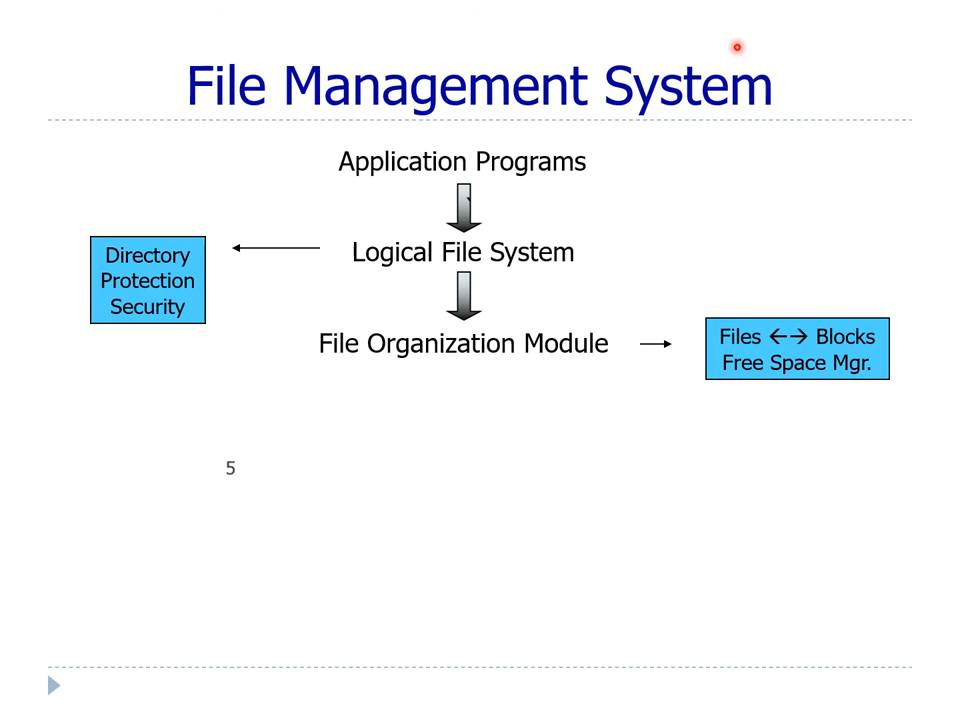 File Management System
Application Programs
Logical File System
Directory
Protection
Security
File Organization Module
Files ←→ Blocks
Free Space Mgr.
5